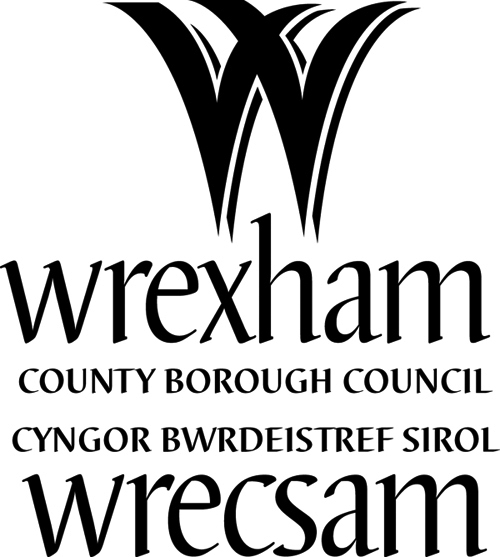 wrexham
COUNTY BOROUGH COUNCIL
CYNGOR BWRDEISTREF SIROL
wrecsam